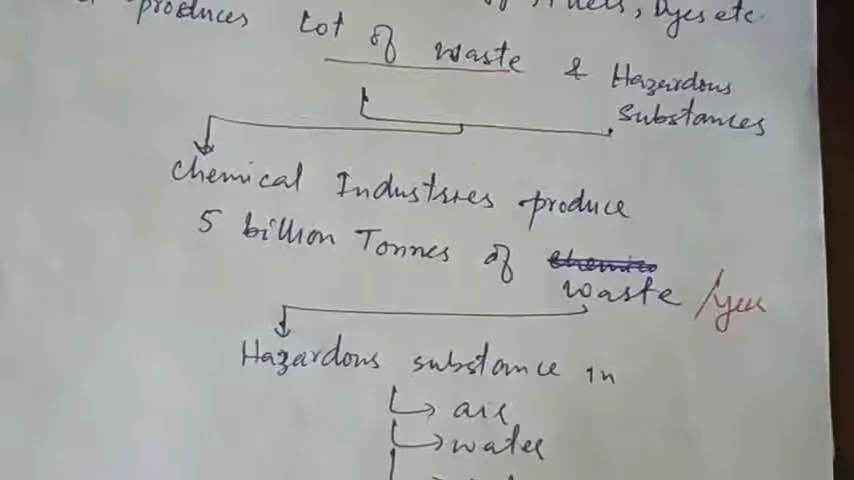 produces lot of waste & Hazardous
substances
Chemical Industries produce
5 billion Tonnes of waste /year
Hazardous substance in
air
water